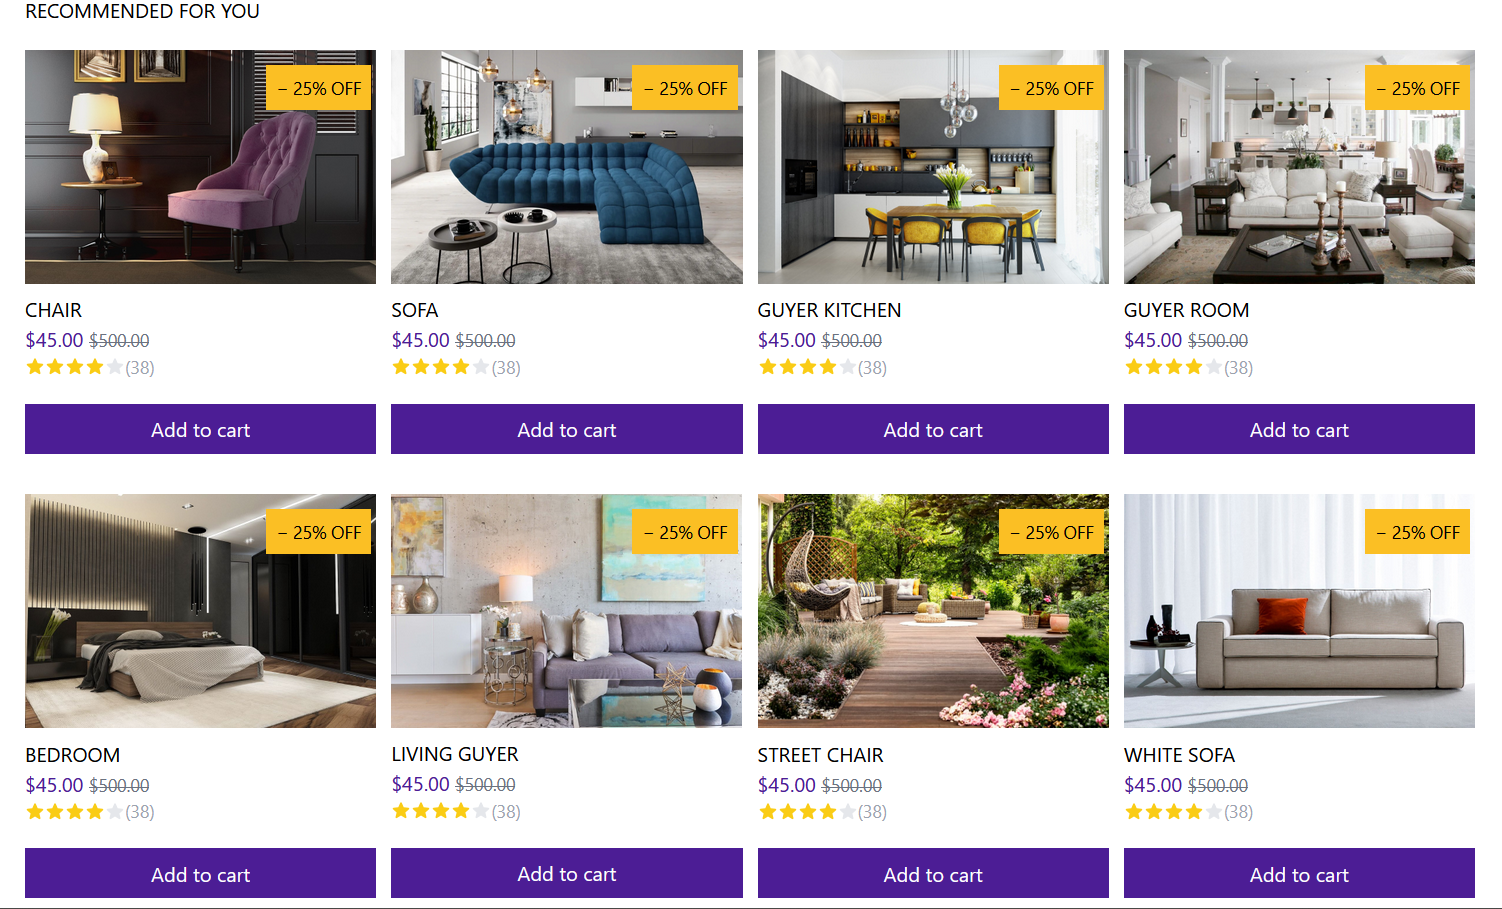 RECOMMENDED FOR YOU
– 25% OFF
– 25% OFF
– 25% OFF
– 25% OFF
CHAIR
$45.00 $500.00
(38)
Add to cart
SOFA
$45.00 $500.00
(38)
Add to cart
GUYER KITCHEN
$45.00 $500.00
(38)
Add to cart
GUYER ROOM
$45.00 $500.00
(38)
Add to cart
– 25% OFF
– 25% OFF
– 25% OFF
– 25% OFF
BEDROOM
$45.00 $500.00
(38)
Add to cart
LIVING GUYER
$45.00 $500.00
(38)
Add to cart
STREET CHAIR
$45.00 $500.00
(38)
Add to cart
WHITE SOFA
$45.00 $500.00
(38)
Add to cart